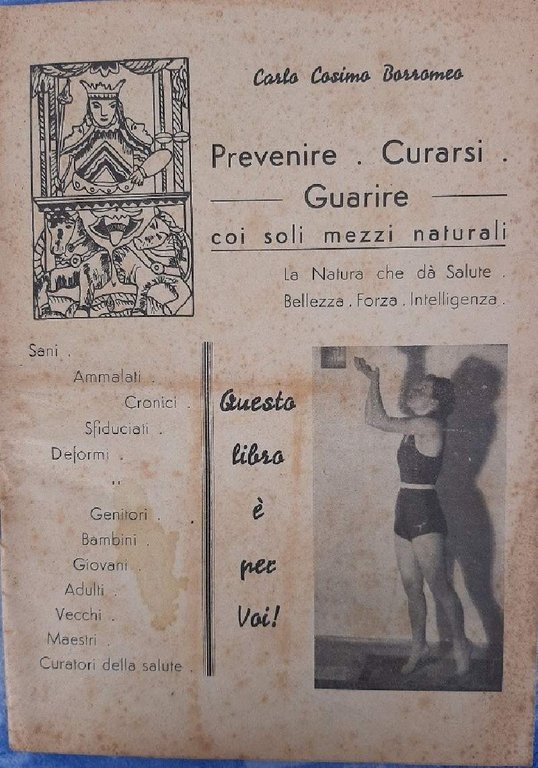 Carlo Cosimo Borromeo
Prevenire . Curarsi .
Guarire
coi soli mezzi naturali
La Natura che dà Salute .
Bellezza . Forza . Intelligenza .
Sani .
Ammalati .
Cronici .
Sfiduciati .
Deformi .
"
Genitori .
Bambini .
Giovani .
Adulti .
Vecchi .
Maestri .
Curatori della salute .
Questo
libro
è
per
Voi!